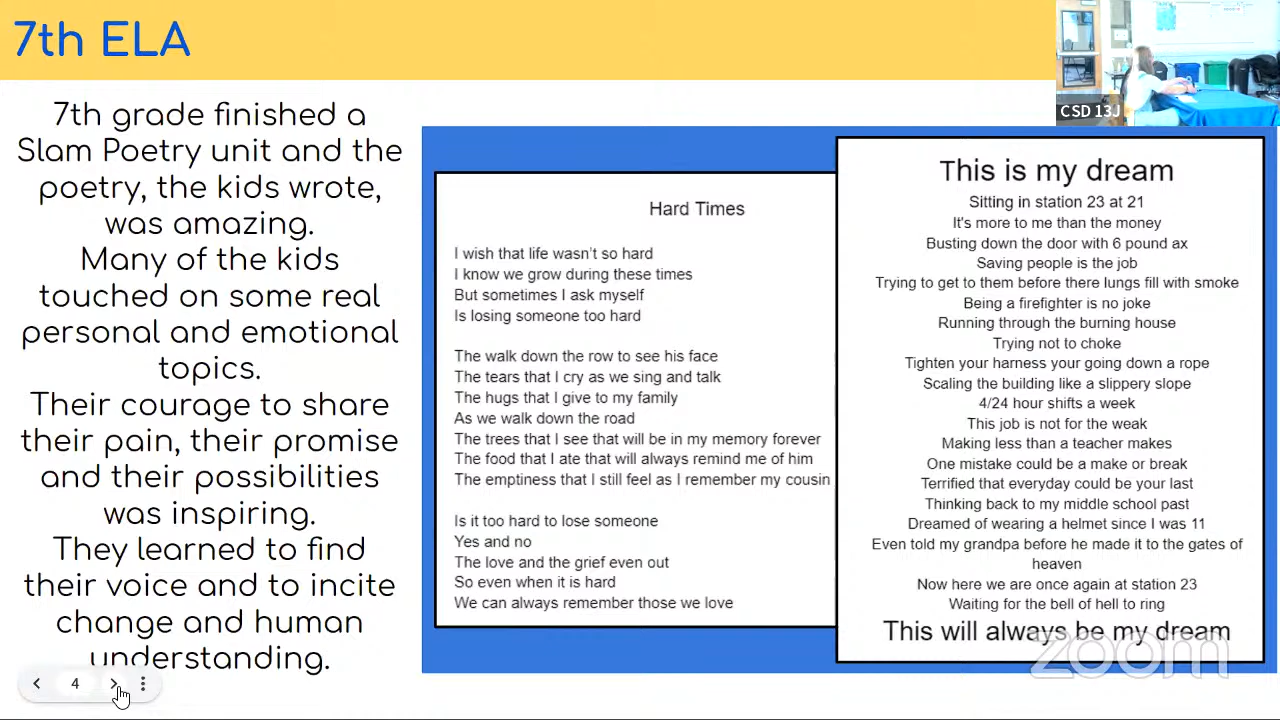 7th ELA
CSD 13J
7th grade finished a
Slam Poetry unit and the
poetry, the kids wrote,
was amazing.
Many of the kids
touched on some real
personal and emotional
topics.
Their courage to share
their pain, their promise
and their possibilities
was inspiring.
They learned to find
their voice and to incite
change and human
understanding.
4
Hard Times
I wish that life wasn't so hard
I know we grow during these times
But sometimes I ask myself
Is losing someone too hard
The walk down the row to see his face
The tears that I cry as we sing and talk
The hugs that I give to my family
As we walk down the road
The trees that I see that will be in my memory forever
The food that I ate that will always remind me of him
The emptiness that I still feel as I remember my cousin
Is it too hard to lose someone
Yes and no
The love and the grief even out
So even when it is hard
We can always remember those we love
This is my dream
Sitting in station 23 at 21
It's more to me than the money
Busting down the door with 6 pound ax
Saving people is the job
Trying to get to them before there lungs fill with smoke
Being a firefighter is no joke
Running through the burning house
Trying not to choke
Tighten your harness your going down a rope
Scaling the building like a slippery slope
4/24 hour shifts a week
This job is not for the weak
Making less than a teacher makes
One mistake could be a make or break
Terrified that everyday could be your last
Thinking back to my middle school past
Dreamed of wearing a helmet since I was 11
Even told my grandpa before he made it to the gates of
heaven
Now here we are once again at station 23
Waiting for the bell of hell to ring
This will always be my dream
zoom